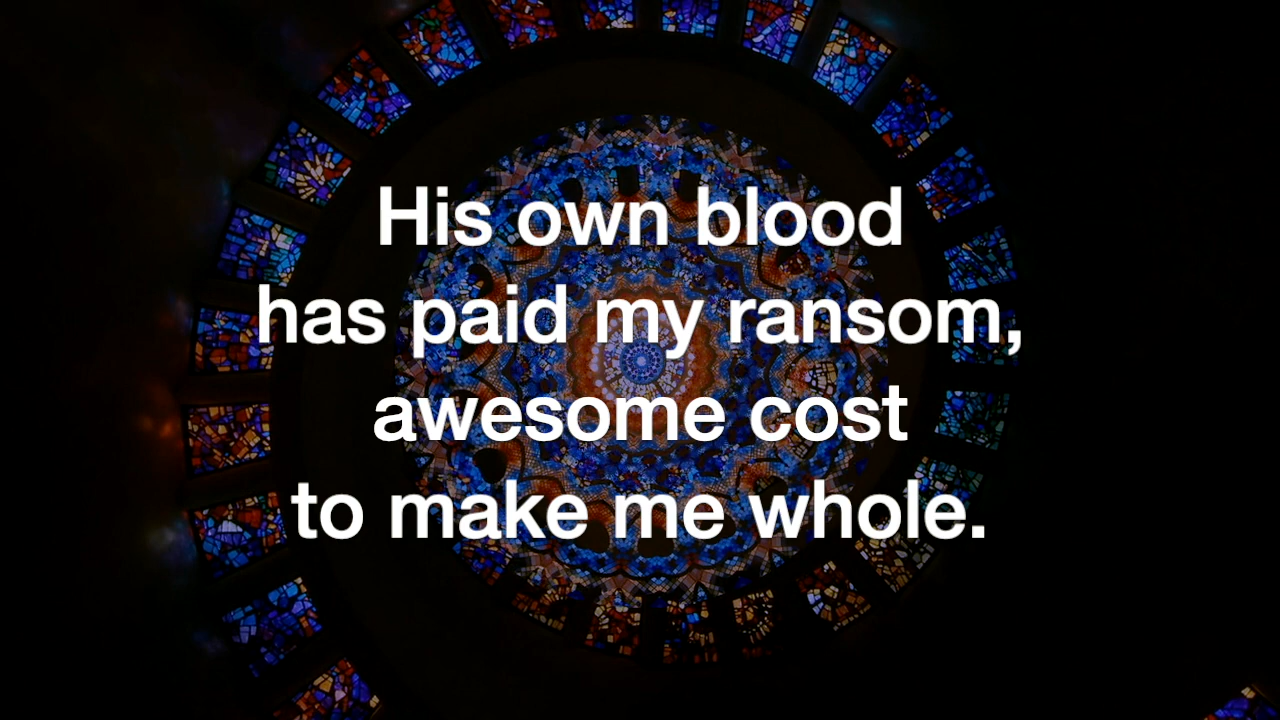 His own blood
has paid my ransom,
awesome cost
to make me whole.